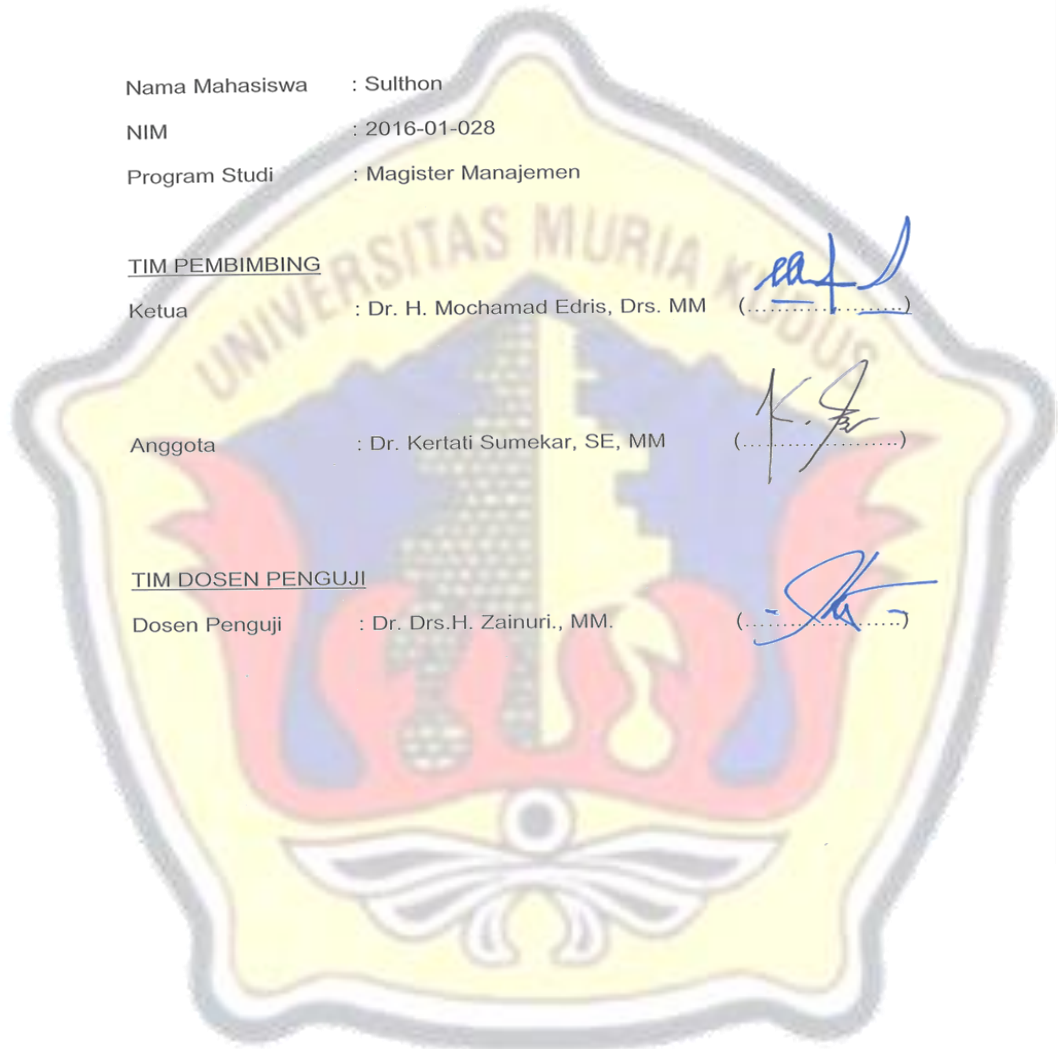 Nama Mahasiswa : Sulthon
NIM : 2016-01-028
Program Studi : Magister Manajemen
UNIVERSITAS MURIA KUDUS
TIM PEMBIMBING
Ketua : Dr. H. Mochamad Edris, Drs. MM (.....................)
Anggota : Dr. Kertati Sumekar, SE, MM (.....................)
TIM DOSEN PENGUJI
Dosen Penguji : Dr. Drs.H. Zainuri., MM. (.....................)